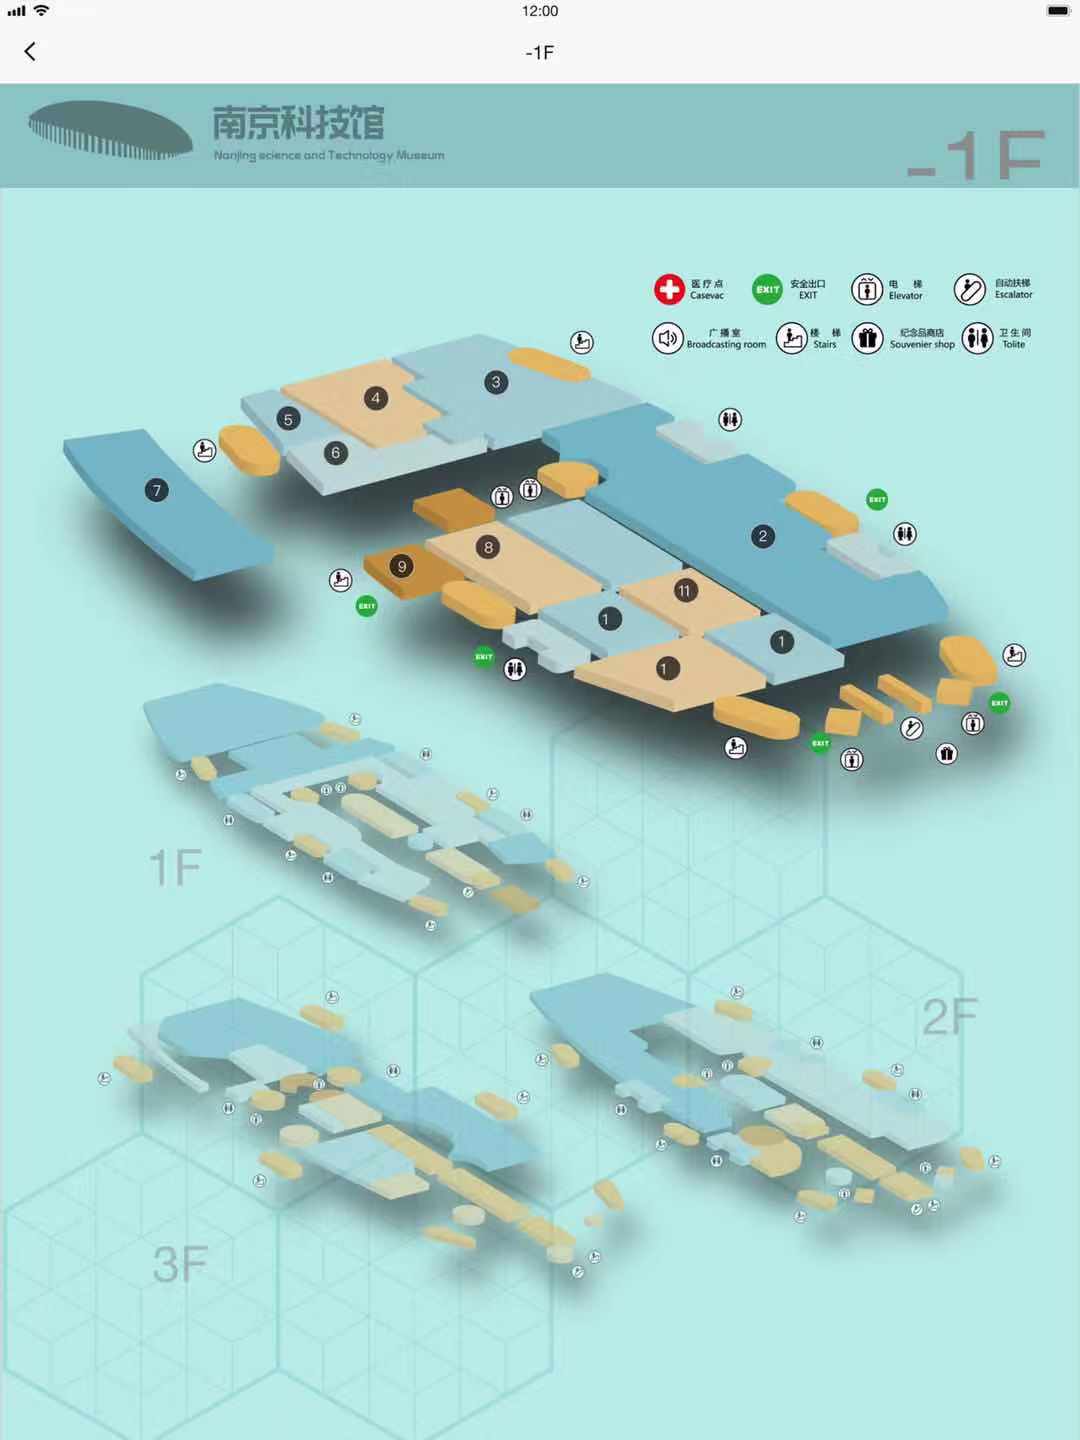 12:00
-1F
南京科技馆
Nanjing science and Technology Museum
-1F
医疗点
Casevac
EXIT
安全出口
EXIT
电 梯
Elevator
自动扶梯
Escalator
广播室
Broadcasting room
楼 梯
Stairs
纪念品商店
Souvenier shop
卫生间
Tolite
3
4
5
6
7
EXIT
2
8
9
11
EXIT
1
1
EXIT
1
EXIT
EXIT
1F
2F
3F